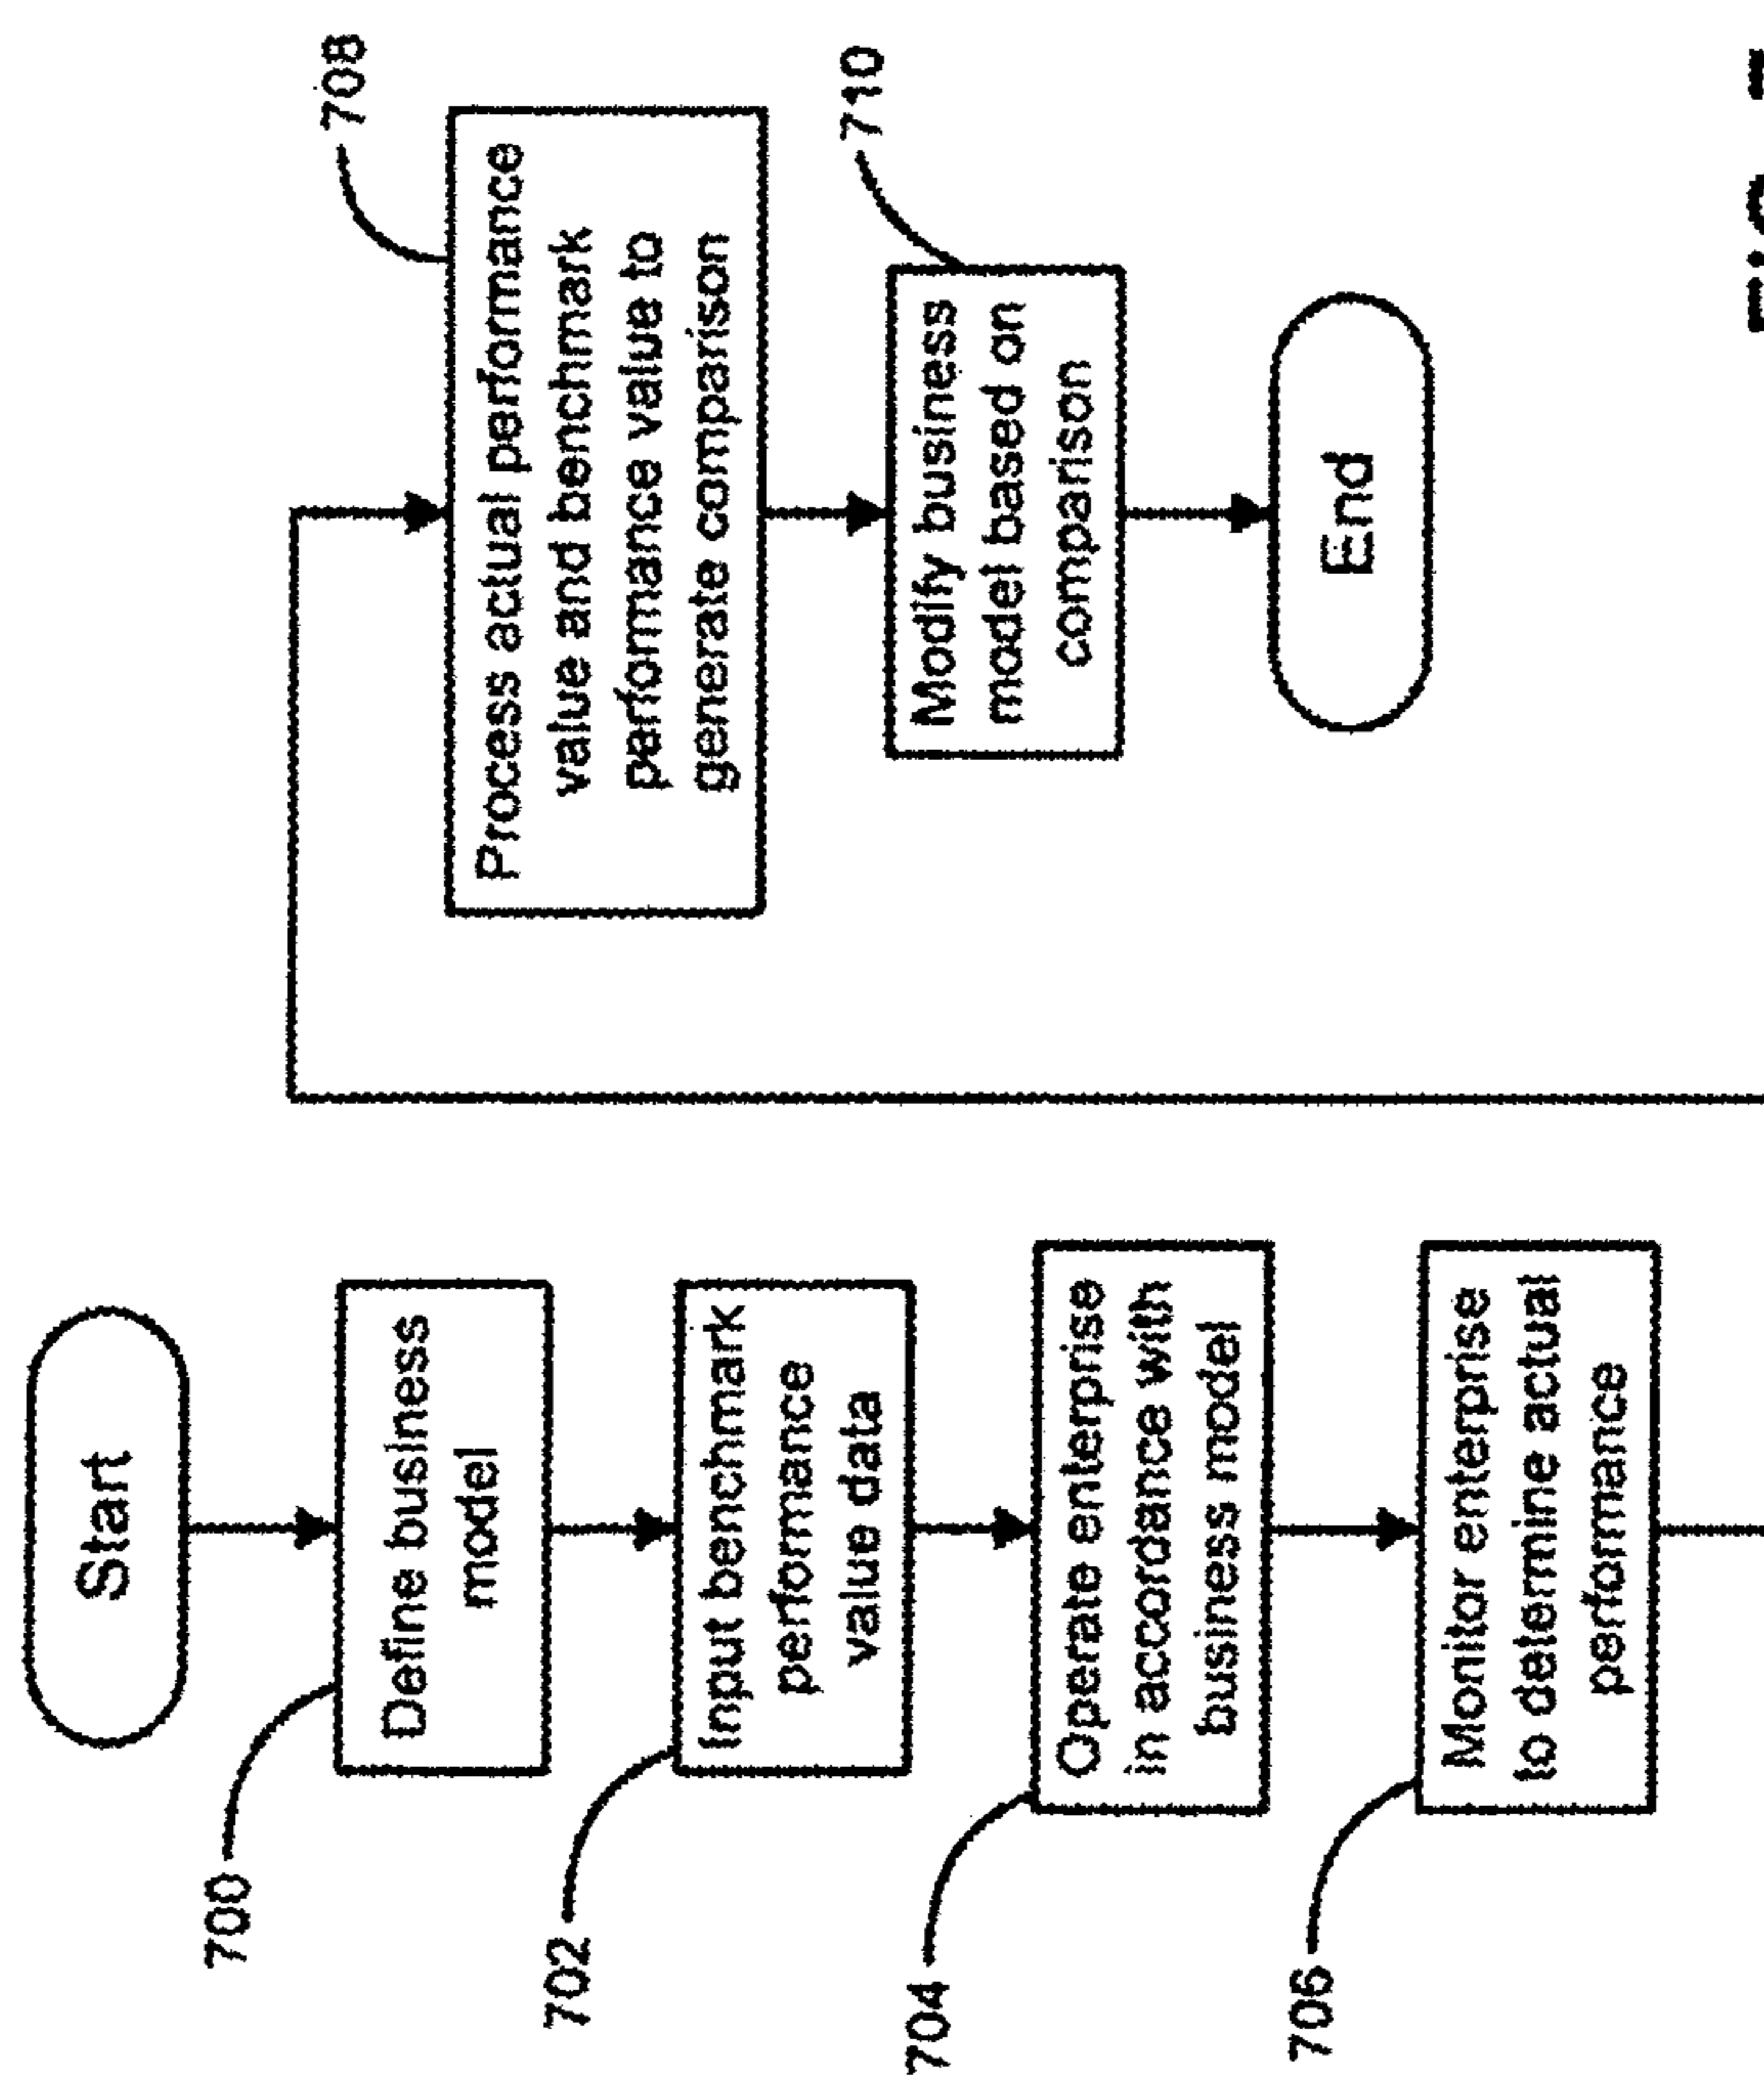 Start
700
Define business
model
702
Input benchmark
performance
value data
704
Operate enterprise
in accordance with
business model
706
Monitor enterprise
to determine actual
performance
708
Process actual performance
value and benchmark
performance value to
generate comparison
710
Modify business
model based on
comparison
End